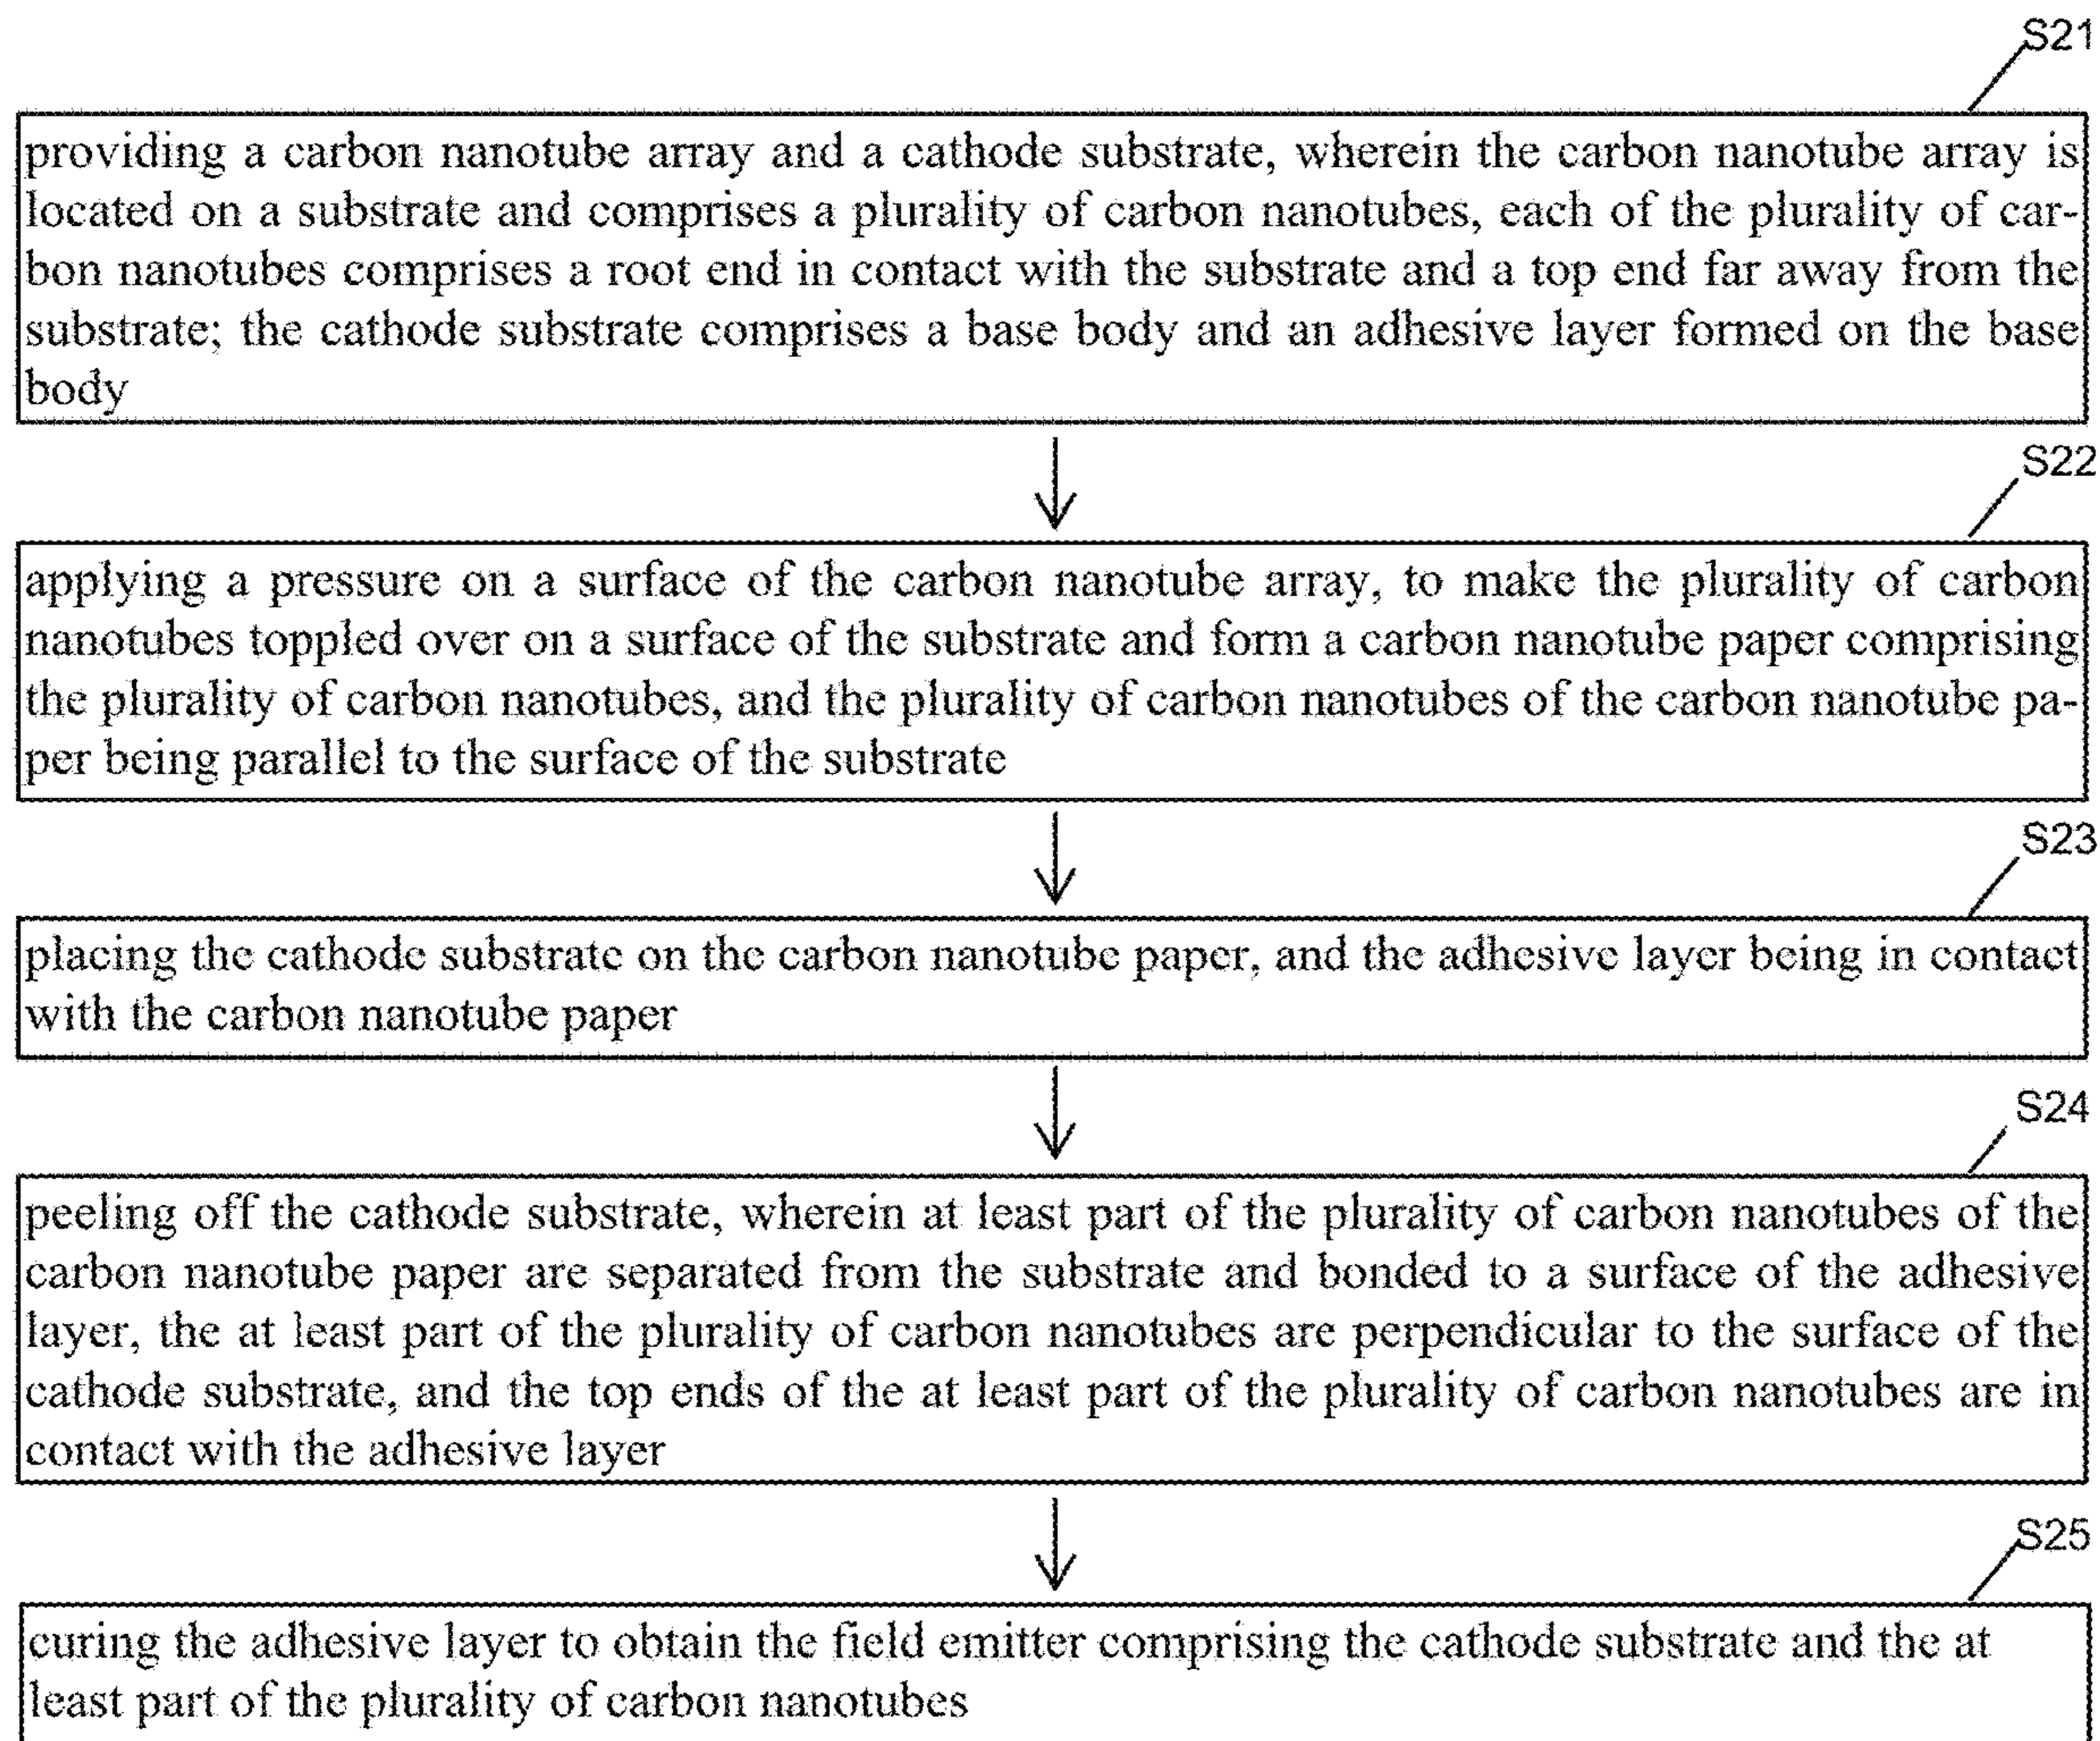 S21
providing a carbon nanotube array and a cathode substrate, wherein the carbon nanotube array is
located on a substrate and comprises a plurality of carbon nanotubes, each of the plurality of car-
bon nanotubes comprises a root end in contact with the substrate and a top end far away from the
substrate; the cathode substrate comprises a base body and an adhesive layer formed on the base
body
S22
applying a pressure on a surface of the carbon nanotube array, to make the plurality of carbon
nanotubes toppled over on a surface of the substrate and form a carbon nanotube paper comprising
the plurality of carbon nanotubes, and the plurality of carbon nanotubes of the carbon nanotube pa-
per being parallel to the surface of the substrate
S23
placing the cathode substrate on the carbon nanotube paper, and the adhesive layer being in contact
with the carbon nanotube paper
S24
peeling off the cathode substrate, wherein at least part of the plurality of carbon nanotubes of the
carbon nanotube paper are separated from the substrate and bonded to a surface of the adhesive
layer, the at least part of the plurality of carbon nanotubes are perpendicular to the surface of the
cathode substrate, and the top ends of the at least part of the plurality of carbon nanotubes are in
contact with the adhesive layer
S25
curing the adhesive layer to obtain the field emitter comprising the cathode substrate and the at
least part of the plurality of carbon nanotubes